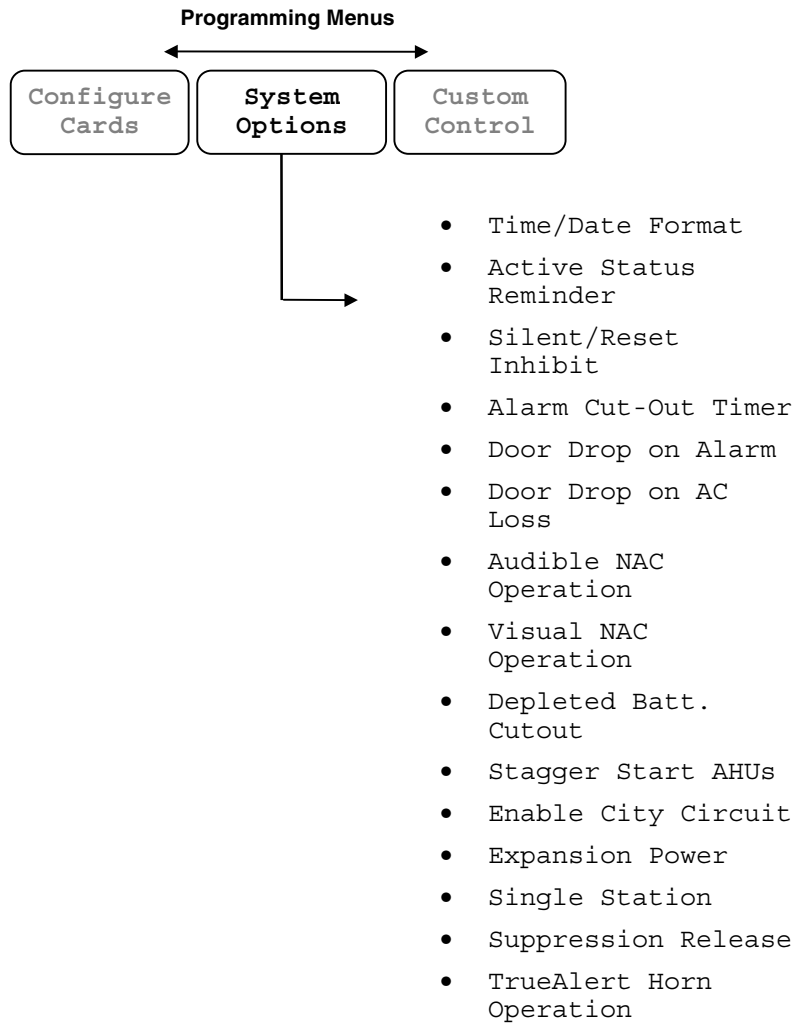 Programming Menus
Configure
Cards
System
Options
Custom
Control
• Time/Date Format
• Active Status
Reminder
• Silent/Reset
Inhibit
• Alarm Cut-Out Timer
• Door Drop on Alarm
• Door Drop on AC
Loss
• Audible NAC
Operation
• Visual NAC
Operation
• Depleted Batt.
Cutout
• Stagger Start AHUs
• Enable City Circuit
• Expansion Power
• Single Station
• Suppression Release
• TrueAlert Horn
Operation